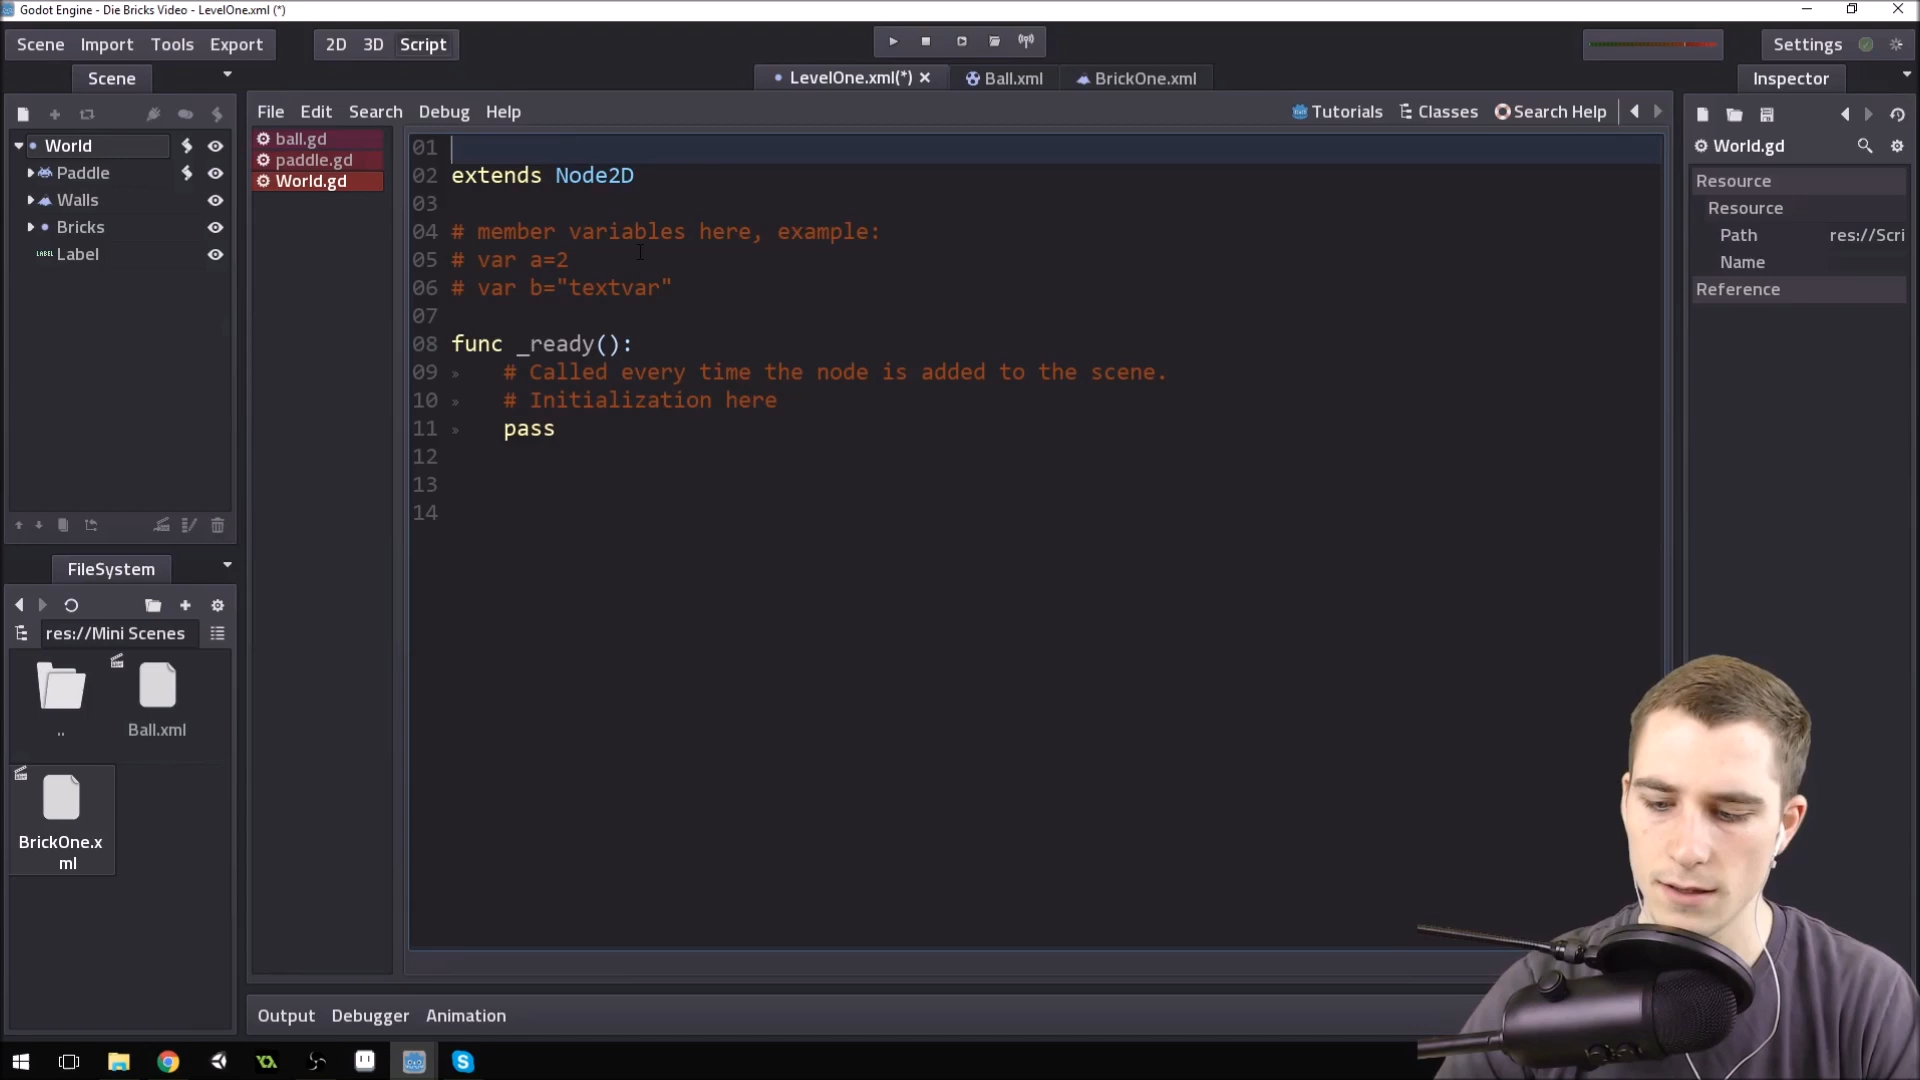 Godot Engine - Die Bricks Video - LevelOne.xml (*)
Scene Import Tools Export 2D 3D Script Settings
Scene LevelOne.xml(*) Ball.xml BrickOne.xml Inspector
File Edit Search Debug Help Tutorials Classes Search Help
World
Paddle
Walls
Bricks
LABEL Label
ball.gd
paddle.gd
World.gd
01
02 extends Node2D
03
04 # member variables here, example:
05 # var a=2
06 # var b="textvar"
07
08 func _ready():
09 » # Called every time the node is added to the scene.
10 » # Initialization here
11 » pass
12
13
14
World.gd
Resource
Resource
Path res://Scri
Name
Reference
FileSystem
res://Mini Scenes
..
Ball.xml
BrickOne.x
ml
Output Debugger Animation